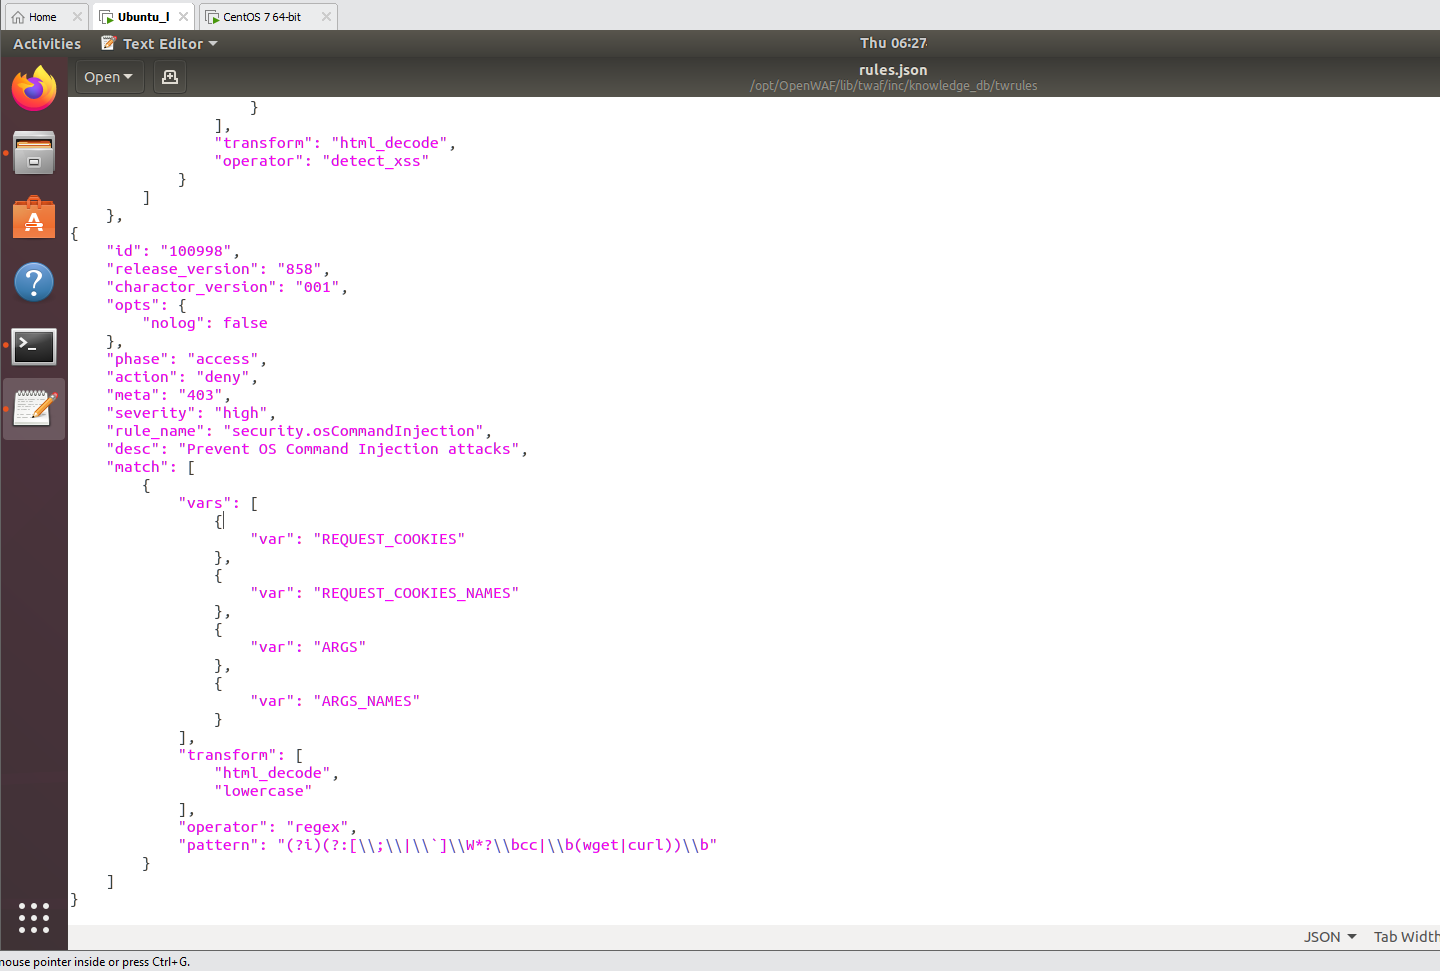 Home
Ubuntu_l
CentOS 7 64-bit
Activities
Text Editor
Thu 06:27
Open
rules.json
/opt/OpenWAF/lib/twaf/inc/knowledge_db/twrules
}
],
"transform": "html_decode",
"operator": "detect_xss"
}
]
},
{
"id": "100998",
"release_version": "858",
"charactor_version": "001",
"opts": {
"nolog": false
},
"phase": "access",
"action": "deny",
"meta": "403",
"severity": "high",
"rule_name": "security.osCommandInjection",
"desc": "Prevent OS Command Injection attacks",
"match": [
{
"vars": [
{
"var": "REQUEST_COOKIES"
},
{
"var": "REQUEST_COOKIES_NAMES"
},
{
"var": "ARGS"
},
{
"var": "ARGS_NAMES"
}
],
"transform": [
"html_decode",
"lowercase"
],
"operator": "regex",
"pattern": "(?i)(?:[\\;\\|\\`]\\W*?\\bcc|\\b(wget|curl))\\b"
}
]
}
JSON
Tab Width
mouse pointer inside or press Ctrl+G.